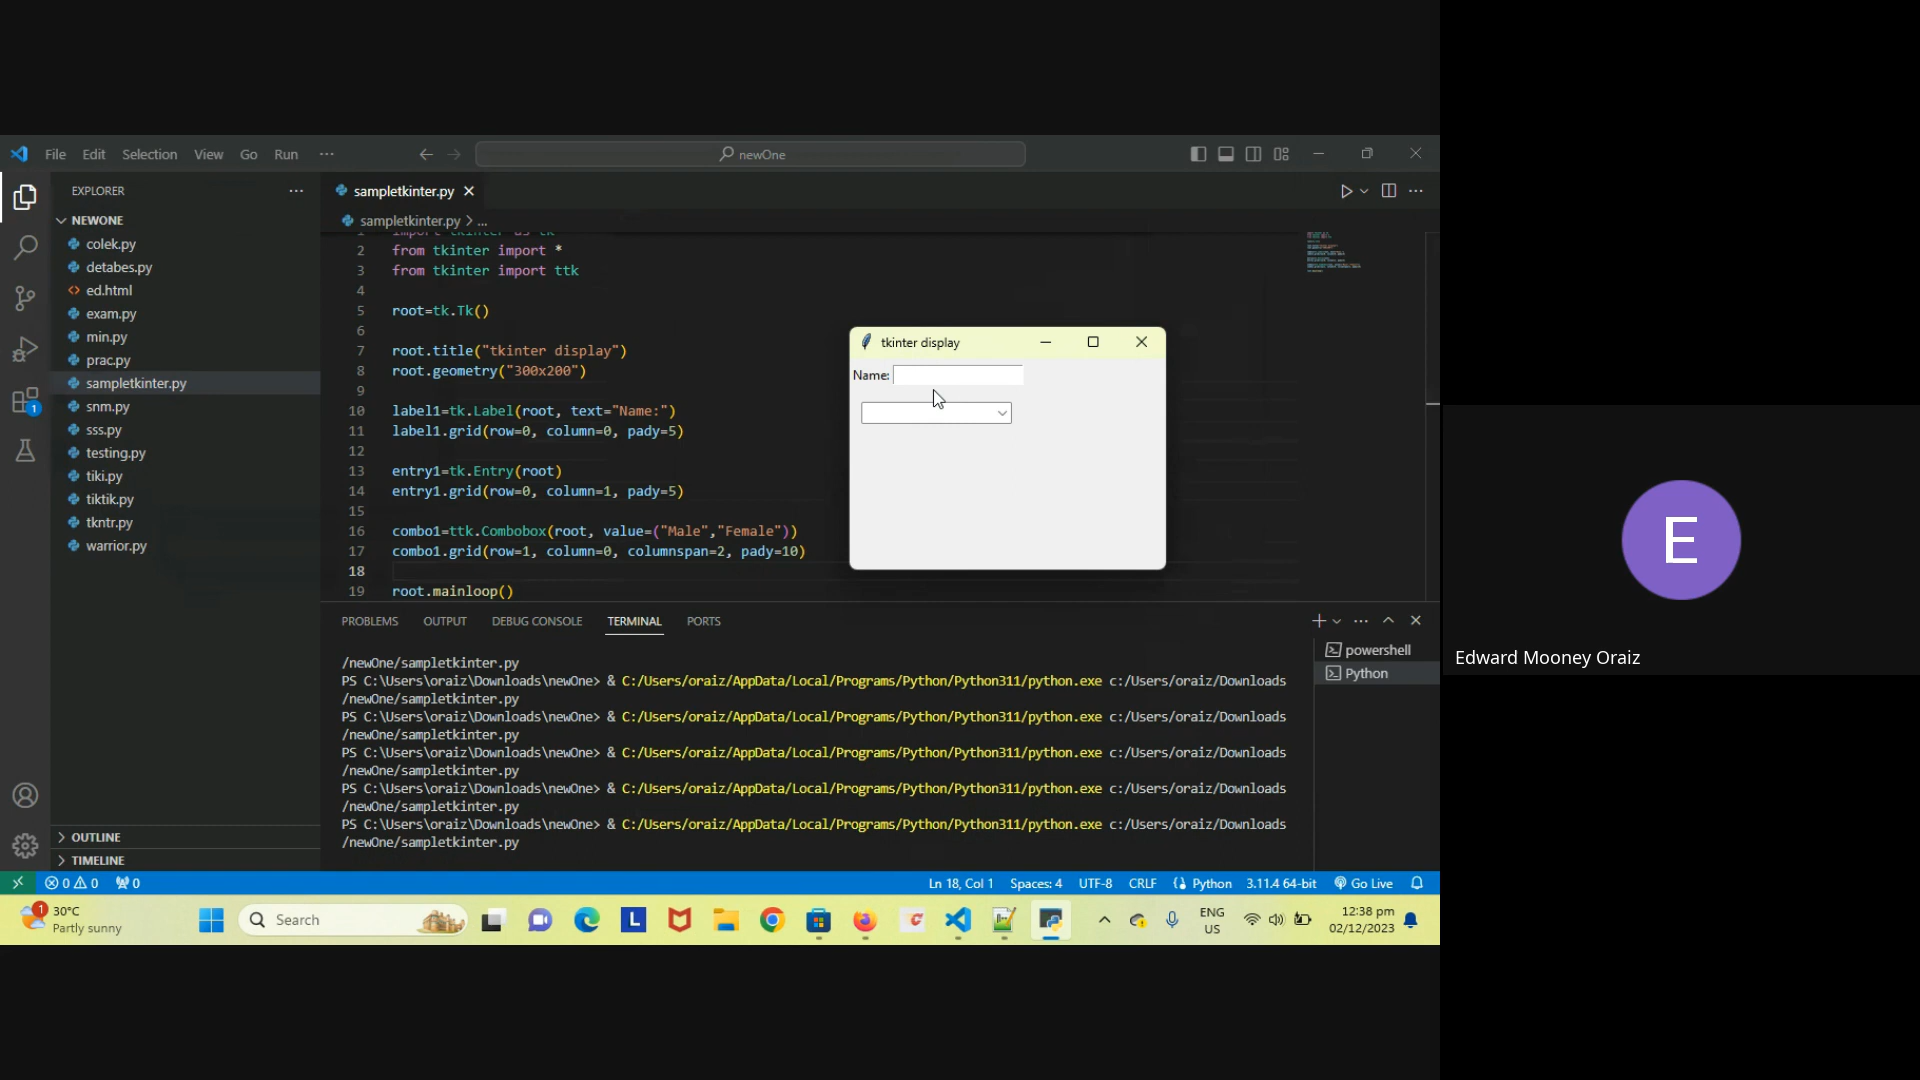 File Edit Selection View Go Run ... newOne
EXPLORER ...
NEWONE
colek.py
detabes.py
ed.html
exam.py
min.py
prac.py
sampletkinter.py
snm.py
sss.py
testing.py
tiki.py
tiktik.py
tkntr.py
warrior.py
OUTLINE
TIMELINE
sampletkinter.py
sampletkinter.py > ...
1 import tkinter as tk
2 from tkinter import *
3 from tkinter import ttk
4
5 root=tk.Tk()
6
7 root.title("tkinter display")
8 root.geometry("300x200")
9
10 label1=tk.Label(root, text="Name:")
11 label1.grid(row=0, column=0, pady=5)
12
13 entry1=tk.Entry(root)
14 entry1.grid(row=0, column=1, pady=5)
15
16 combo1=ttk.Combobox(root, value=("Male","Female"))
17 combo1.grid(row=1, column=0, columnspan=2, pady=10)
18
19 root.mainloop()
tkinter display
Name:
PROBLEMS OUTPUT DEBUG CONSOLE TERMINAL PORTS
/newOne/sampletkinter.py
PS C:\Users\oraiz\Downloads\newOne> & C:/Users/oraiz/AppData/Local/Programs/Python/Python311/python.exe c:/Users/oraiz/Downloads
/newOne/sampletkinter.py
PS C:\Users\oraiz\Downloads\newOne> & C:/Users/oraiz/AppData/Local/Programs/Python/Python311/python.exe c:/Users/oraiz/Downloads
/newOne/sampletkinter.py
PS C:\Users\oraiz\Downloads\newOne> & C:/Users/oraiz/AppData/Local/Programs/Python/Python311/python.exe c:/Users/oraiz/Downloads
/newOne/sampletkinter.py
PS C:\Users\oraiz\Downloads\newOne> & C:/Users/oraiz/AppData/Local/Programs/Python/Python311/python.exe c:/Users/oraiz/Downloads
/newOne/sampletkinter.py
PS C:\Users\oraiz\Downloads\newOne> & C:/Users/oraiz/AppData/Local/Programs/Python/Python311/python.exe c:/Users/oraiz/Downloads
/newOne/sampletkinter.py
powershell
Python
0 0 0 Ln 18, Col 1 Spaces: 4 UTF-8 CRLF Python 3.11.4 64-bit Go Live
1
1
30°C
Partly sunny
Search
L
ENG
US
12:38 pm
02/12/2023
E
Edward Mooney Oraiz